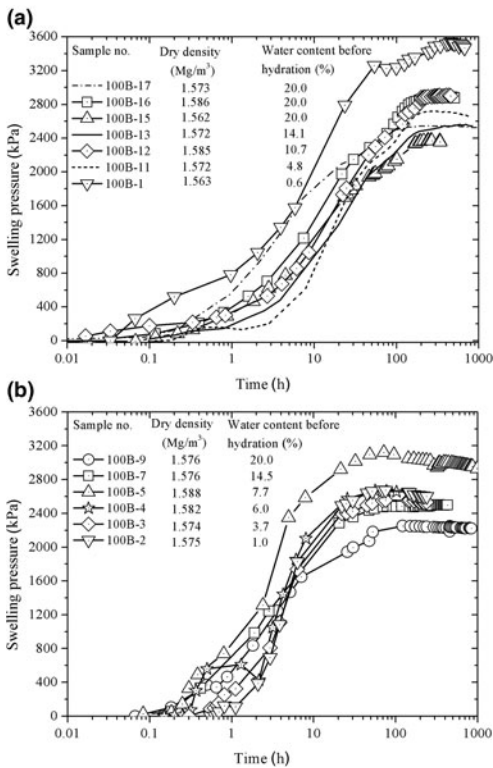 (a)
3600
3000
2400
1800
1200
600
0
Swelling pressure (kPa)
Sample no. Dry density Water content before
(Mg/m³) hydration (%)
100B-17 1.573 20.0
100B-16 1.586 20.0
100B-15 1.562 20.0
100B-13 1.572 14.1
100B-12 1.585 10.7
100B-11 1.572 4.8
100B-1 1.563 0.6
0.01 0.1 1 10 100 1000
Time (h)
(b)
3600
3200
2800
2400
2000
1600
1200
800
400
0
Swelling pressure (kPa)
Sample no. Dry density Water content before
(Mg/m³) hydration (%)
100B-9 1.576 20.0
100B-7 1.576 14.5
100B-5 1.588 7.7
100B-4 1.582 6.0
100B-3 1.574 3.7
100B-2 1.575 1.0
0.01 0.1 1 10 100 1000
Time (h)